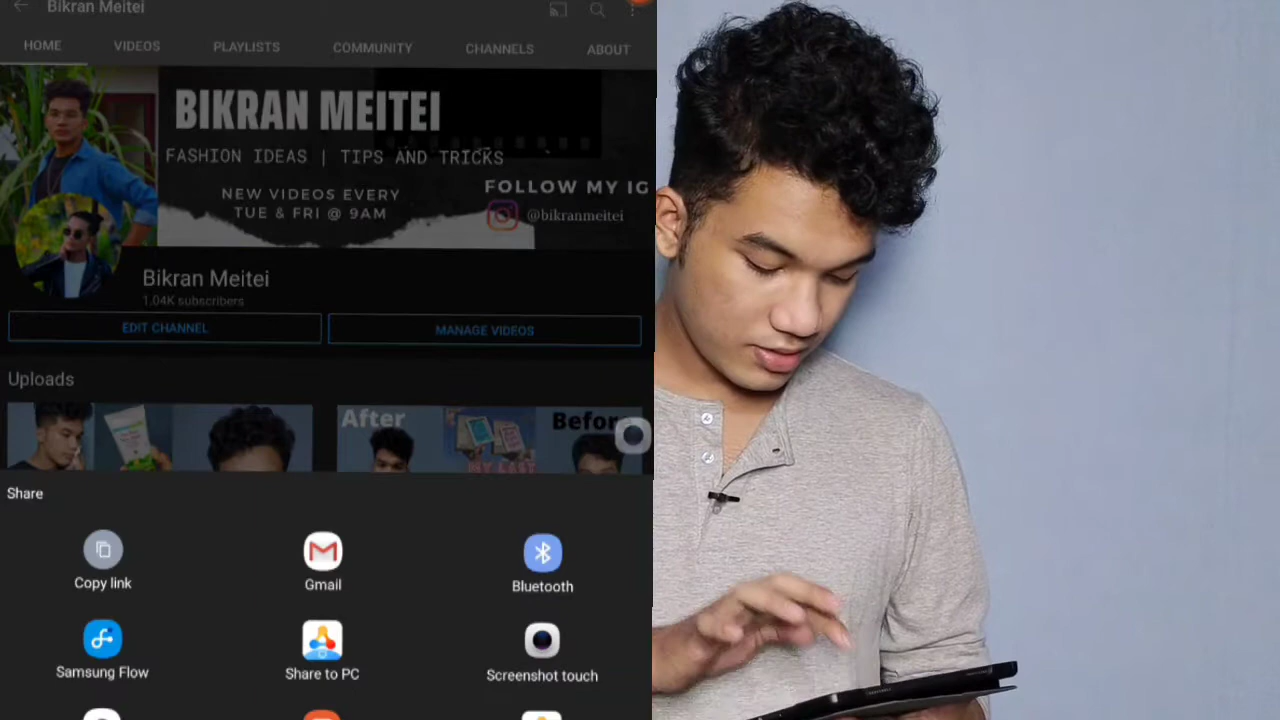 Bikran Meitei
HOME VIDEOS PLAYLISTS COMMUNITY CHANNELS ABOUT
BIKRAN MEITEI
FASHION IDEAS | TIPS AND TRICKS
NEW VIDEOS EVERY
TUE & FRI @ 9AM
FOLLOW MY IG
@bikranmeitei
Bikran Meitei
1.04K subscribers
EDIT CHANNEL MANAGE VIDEOS
Uploads
After
MY LAST
Share
Copy link Gmail Bluetooth
Samsung Flow Share to PC Screenshot touch